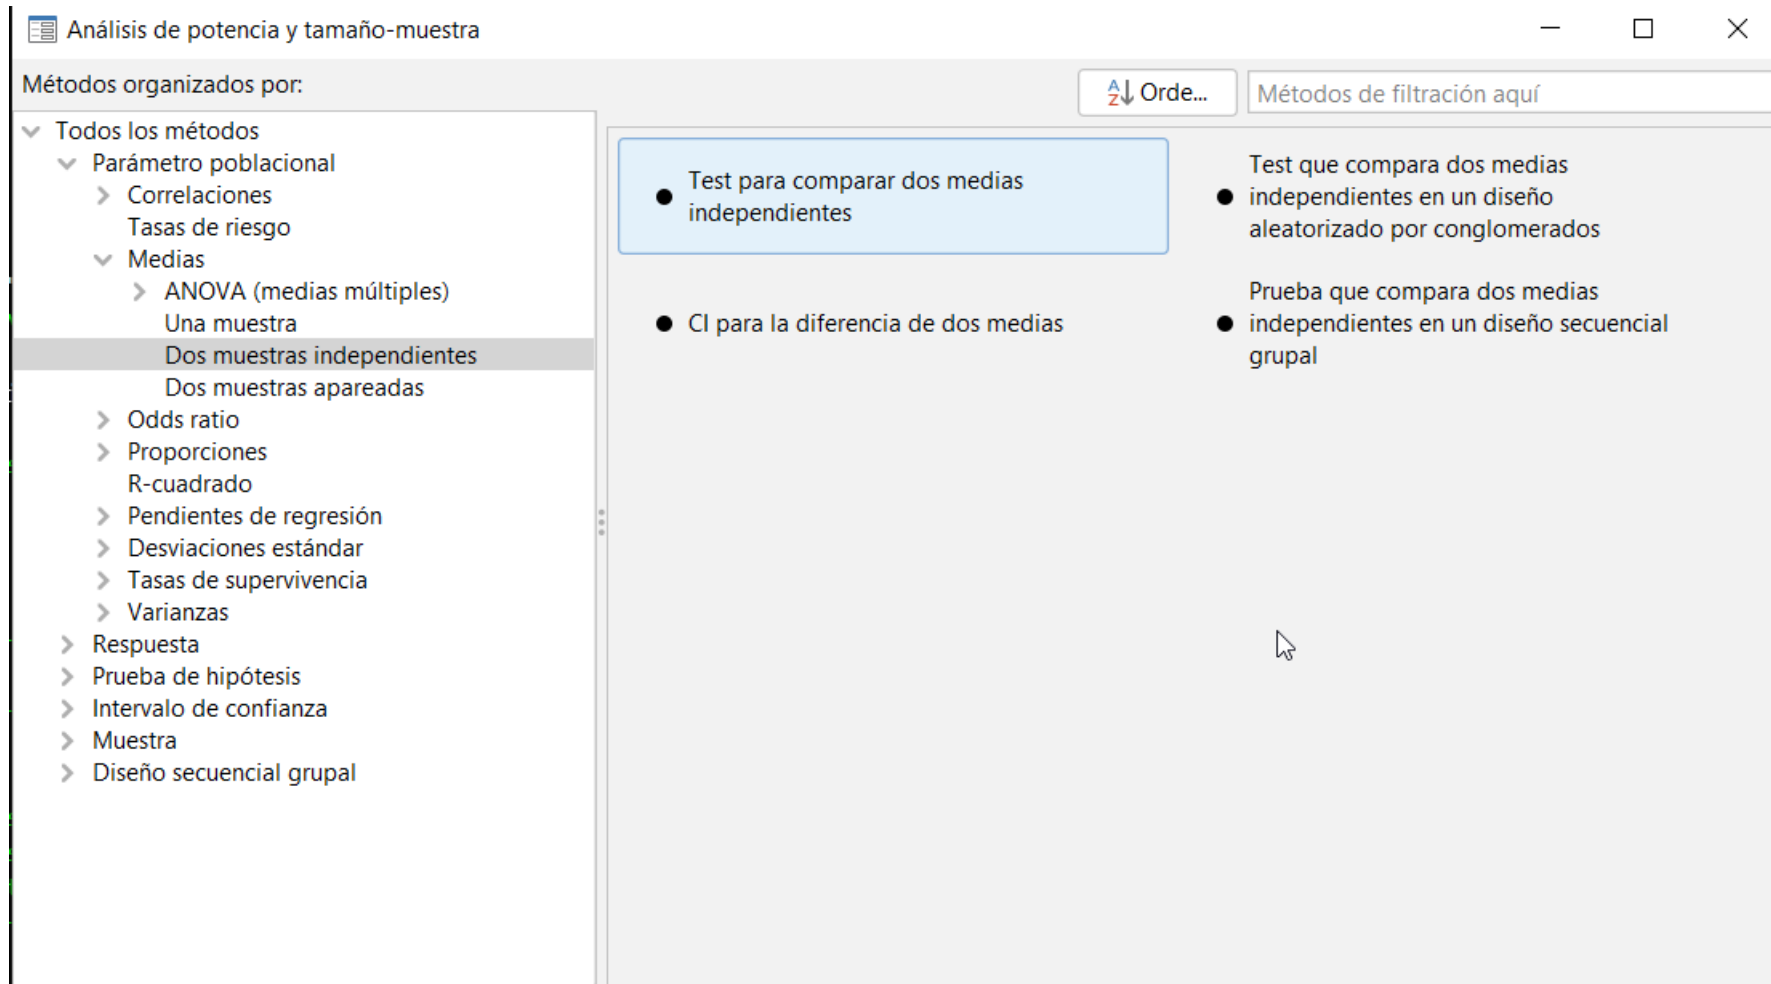 Análisis de potencia y tamaño-muestra
Métodos organizados por:
Orde...
Métodos de filtración aquí
Todos los métodos
Parámetro poblacional
Correlaciones
Tasas de riesgo
Medias
ANOVA (medias múltiples)
Una muestra
Dos muestras independientes
Dos muestras apareadas
Odds ratio
Proporciones
R-cuadrado
Pendientes de regresión
Desviaciones estándar
Tasas de supervivencia
Varianzas
Respuesta
Prueba de hipótesis
Intervalo de confianza
Muestra
Diseño secuencial grupal
Test para comparar dos medias
independientes
Test que compara dos medias
independientes en un diseño
aleatorizado por conglomerados
CI para la diferencia de dos medias
Prueba que compara dos medias
independientes en un diseño secuencial
grupal